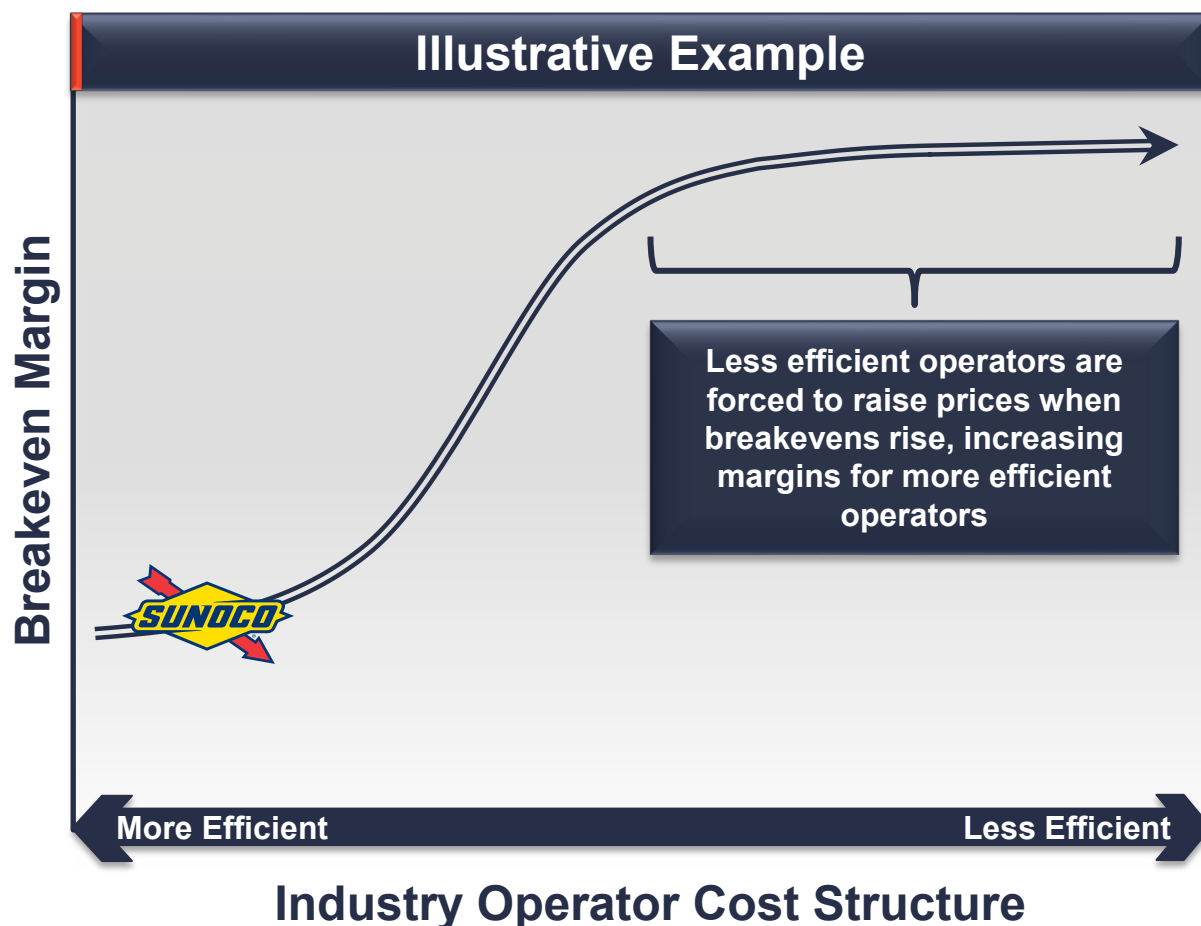 Illustrative Example
Breakeven Margin
Less efficient operators are
forced to raise prices when
breakevens rise, increasing
margins for more efficient
operators
SUNOCO
More Efficient
Less Efficient
Industry Operator Cost Structure